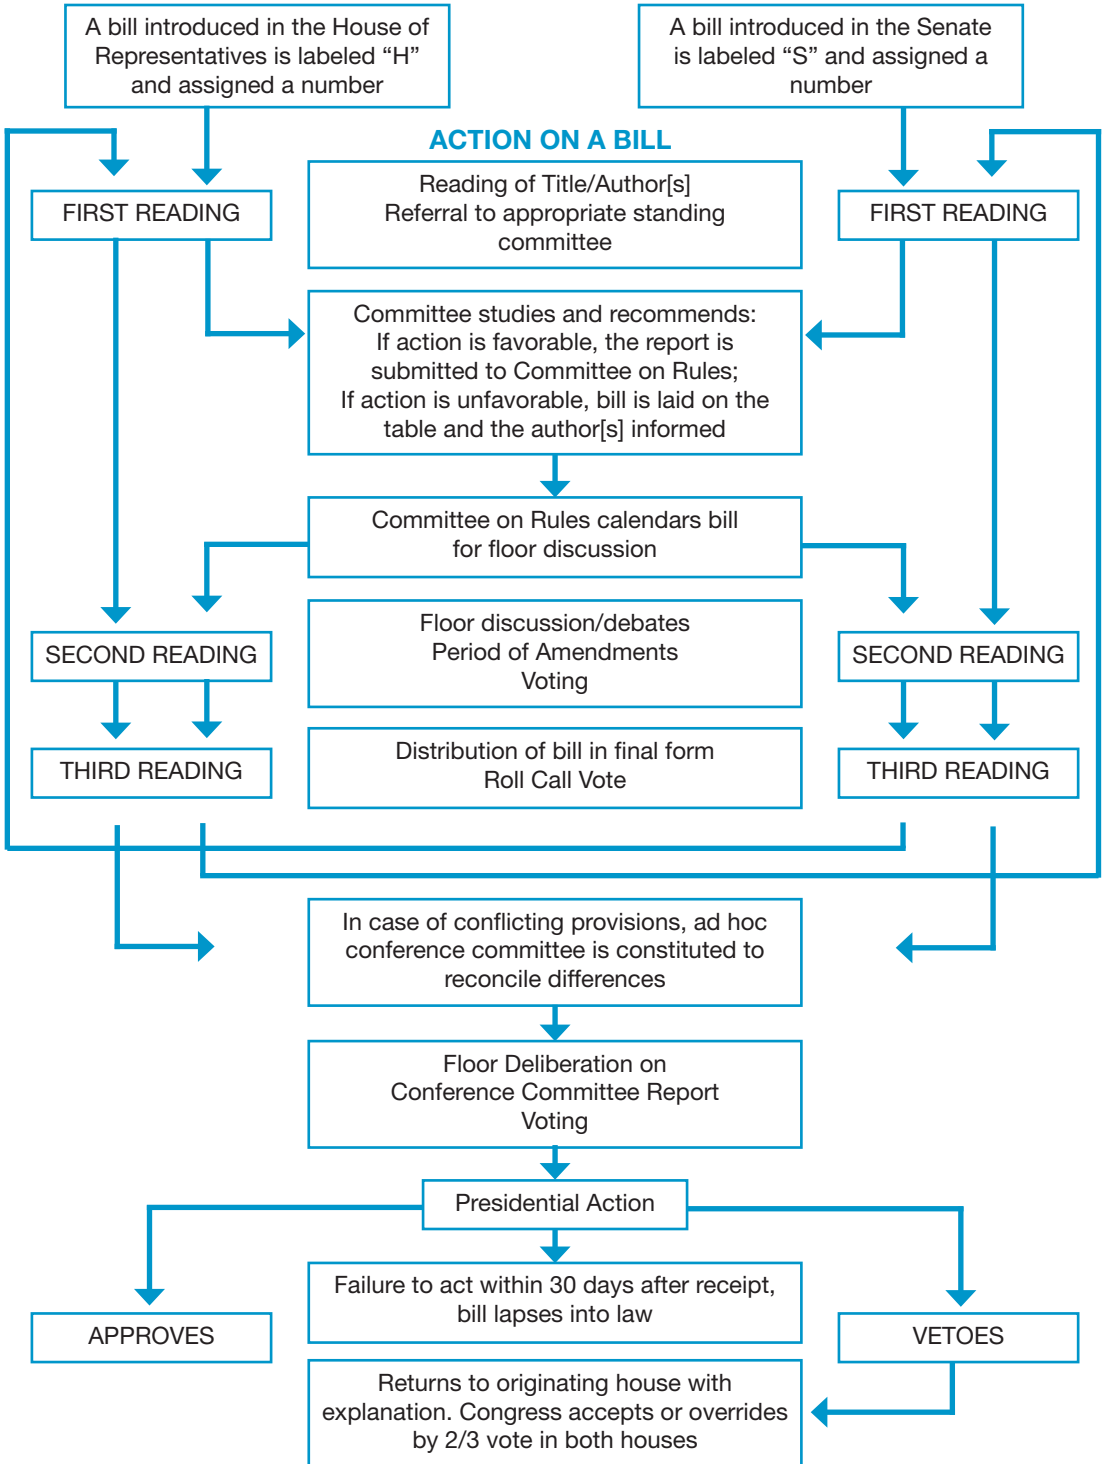 A bill introduced in the House of
Representatives is labeled “H”
and assigned a number
A bill introduced in the Senate
is labeled “S” and assigned a
number
ACTION ON A BILL
FIRST READING
Reading of Title/Author[s]
Referral to appropriate standing
committee
FIRST READING
Committee studies and recommends:
If action is favorable, the report is
submitted to Committee on Rules;
If action is unfavorable, bill is laid on the
table and the author[s] informed
Committee on Rules calendars bill
for floor discussion
SECOND READING
Floor discussion/debates
Period of Amendments
Voting
SECOND READING
THIRD READING
Distribution of bill in final form
Roll Call Vote
THIRD READING
In case of conflicting provisions, ad hoc
conference committee is constituted to
reconcile differences
Floor Deliberation on
Conference Committee Report
Voting
Presidential Action
APPROVES
Failure to act within 30 days after receipt,
bill lapses into law
VETOES
Returns to originating house with
explanation. Congress accepts or overrides
by 2/3 vote in both houses